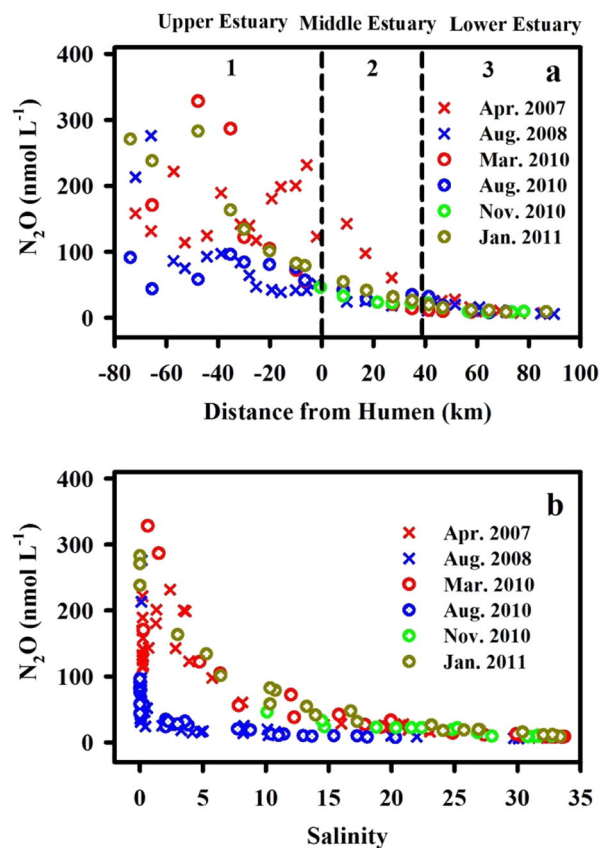 Upper Estuary Middle Estuary Lower Estuary
400
300
200
100
0
N₂O (nmol L⁻¹)
1 2 3 a
Apr. 2007
Aug. 2008
Mar. 2010
Aug. 2010
Nov. 2010
Jan. 2011
-80 -60 -40 -20 0 20 40 60 80 100
Distance from Humen (km)
400
300
200
100
0
N₂O (nmol L⁻¹)
b
Apr. 2007
Aug. 2008
Mar. 2010
Aug. 2010
Nov. 2010
Jan. 2011
0 5 10 15 20 25 30 35
Salinity